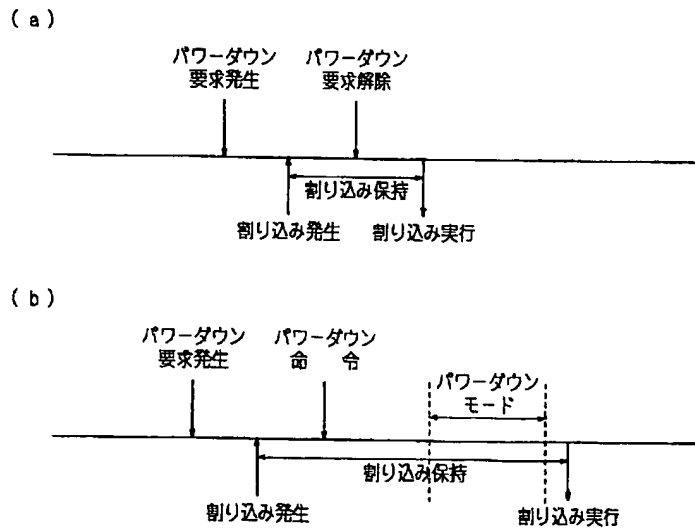 (a)
パワーダウン パワーダウン
要求発生 要求解除
割り込み保持
割り込み発生 割り込み実行
(b)
パワーダウン パワーダウン
要求発生 命 令
パワーダウン
モード
割り込み保持
割り込み発生 割り込み実行